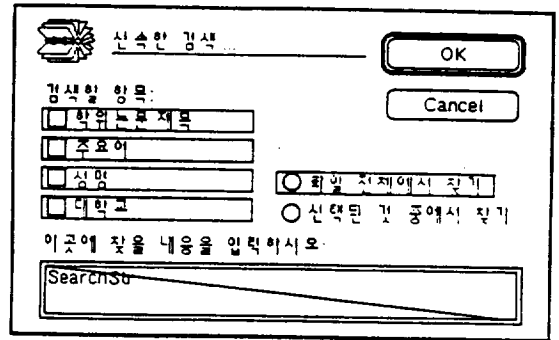 신속한 검색...
OK
Cancel
검색할 항목:
학위논문제목
주요어
성명
대학교
화일 전체에서 찾기
선택된 것 중에서 찾기
이곳에 찾을 내용을 입력하시오:
SearchStr